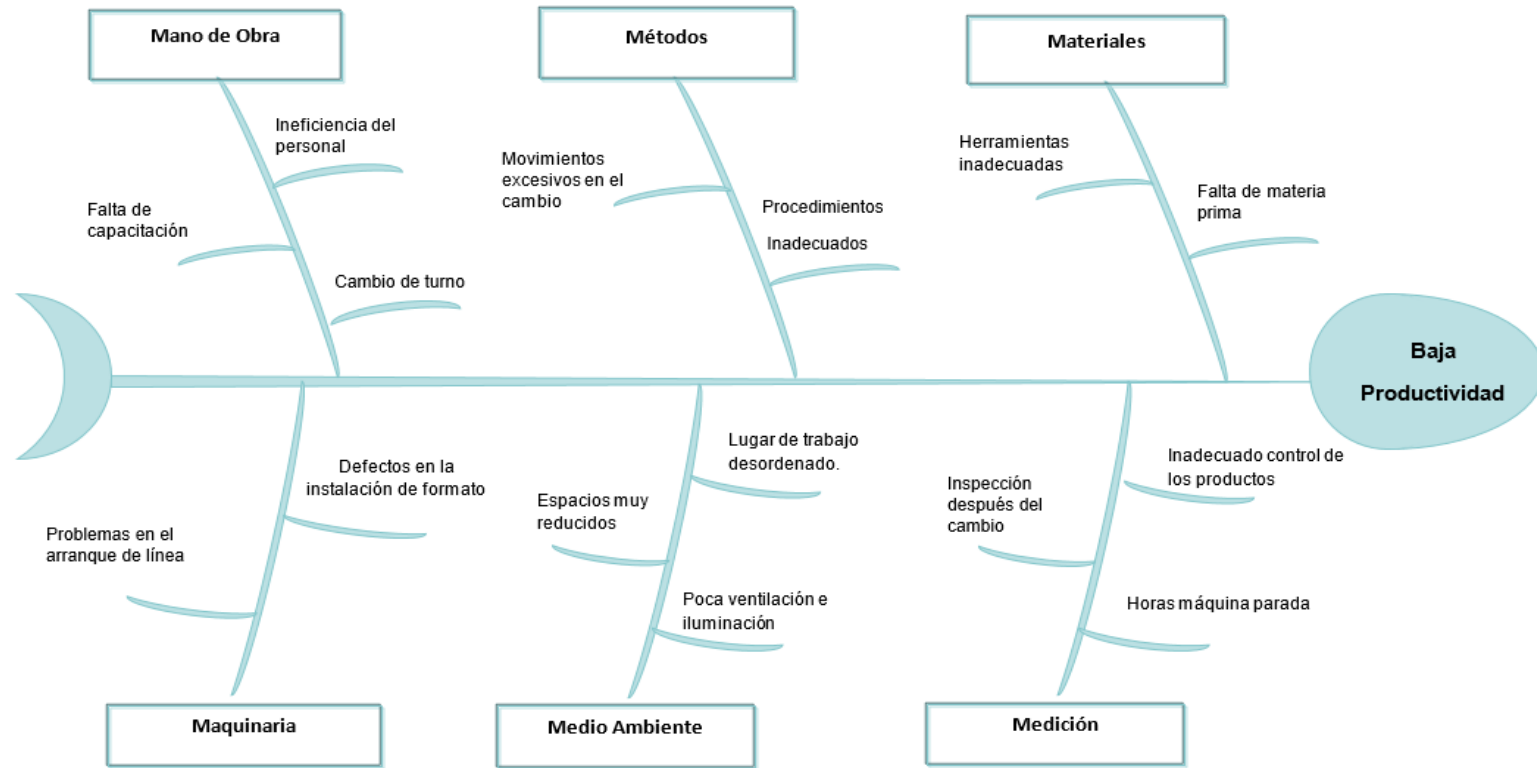 Mano de Obra
Métodos
Materiales
Ineficiencia del
personal
Falta de
capacitación
Cambio de turno
Movimientos
excesivos en el
cambio
Procedimientos
Inadecuados
Herramientas
inadecuadas
Falta de materia
prima
Baja
Productividad
Defectos en la
instalación de formato
Problemas en el
arranque de línea
Lugar de trabajo
desordenado.
Espacios muy
reducidos
Poca ventilación e
iluminación
Inadecuado control de
los productos
Inspección
después del
cambio
Horas máquina parada
Maquinaria
Medio Ambiente
Medición